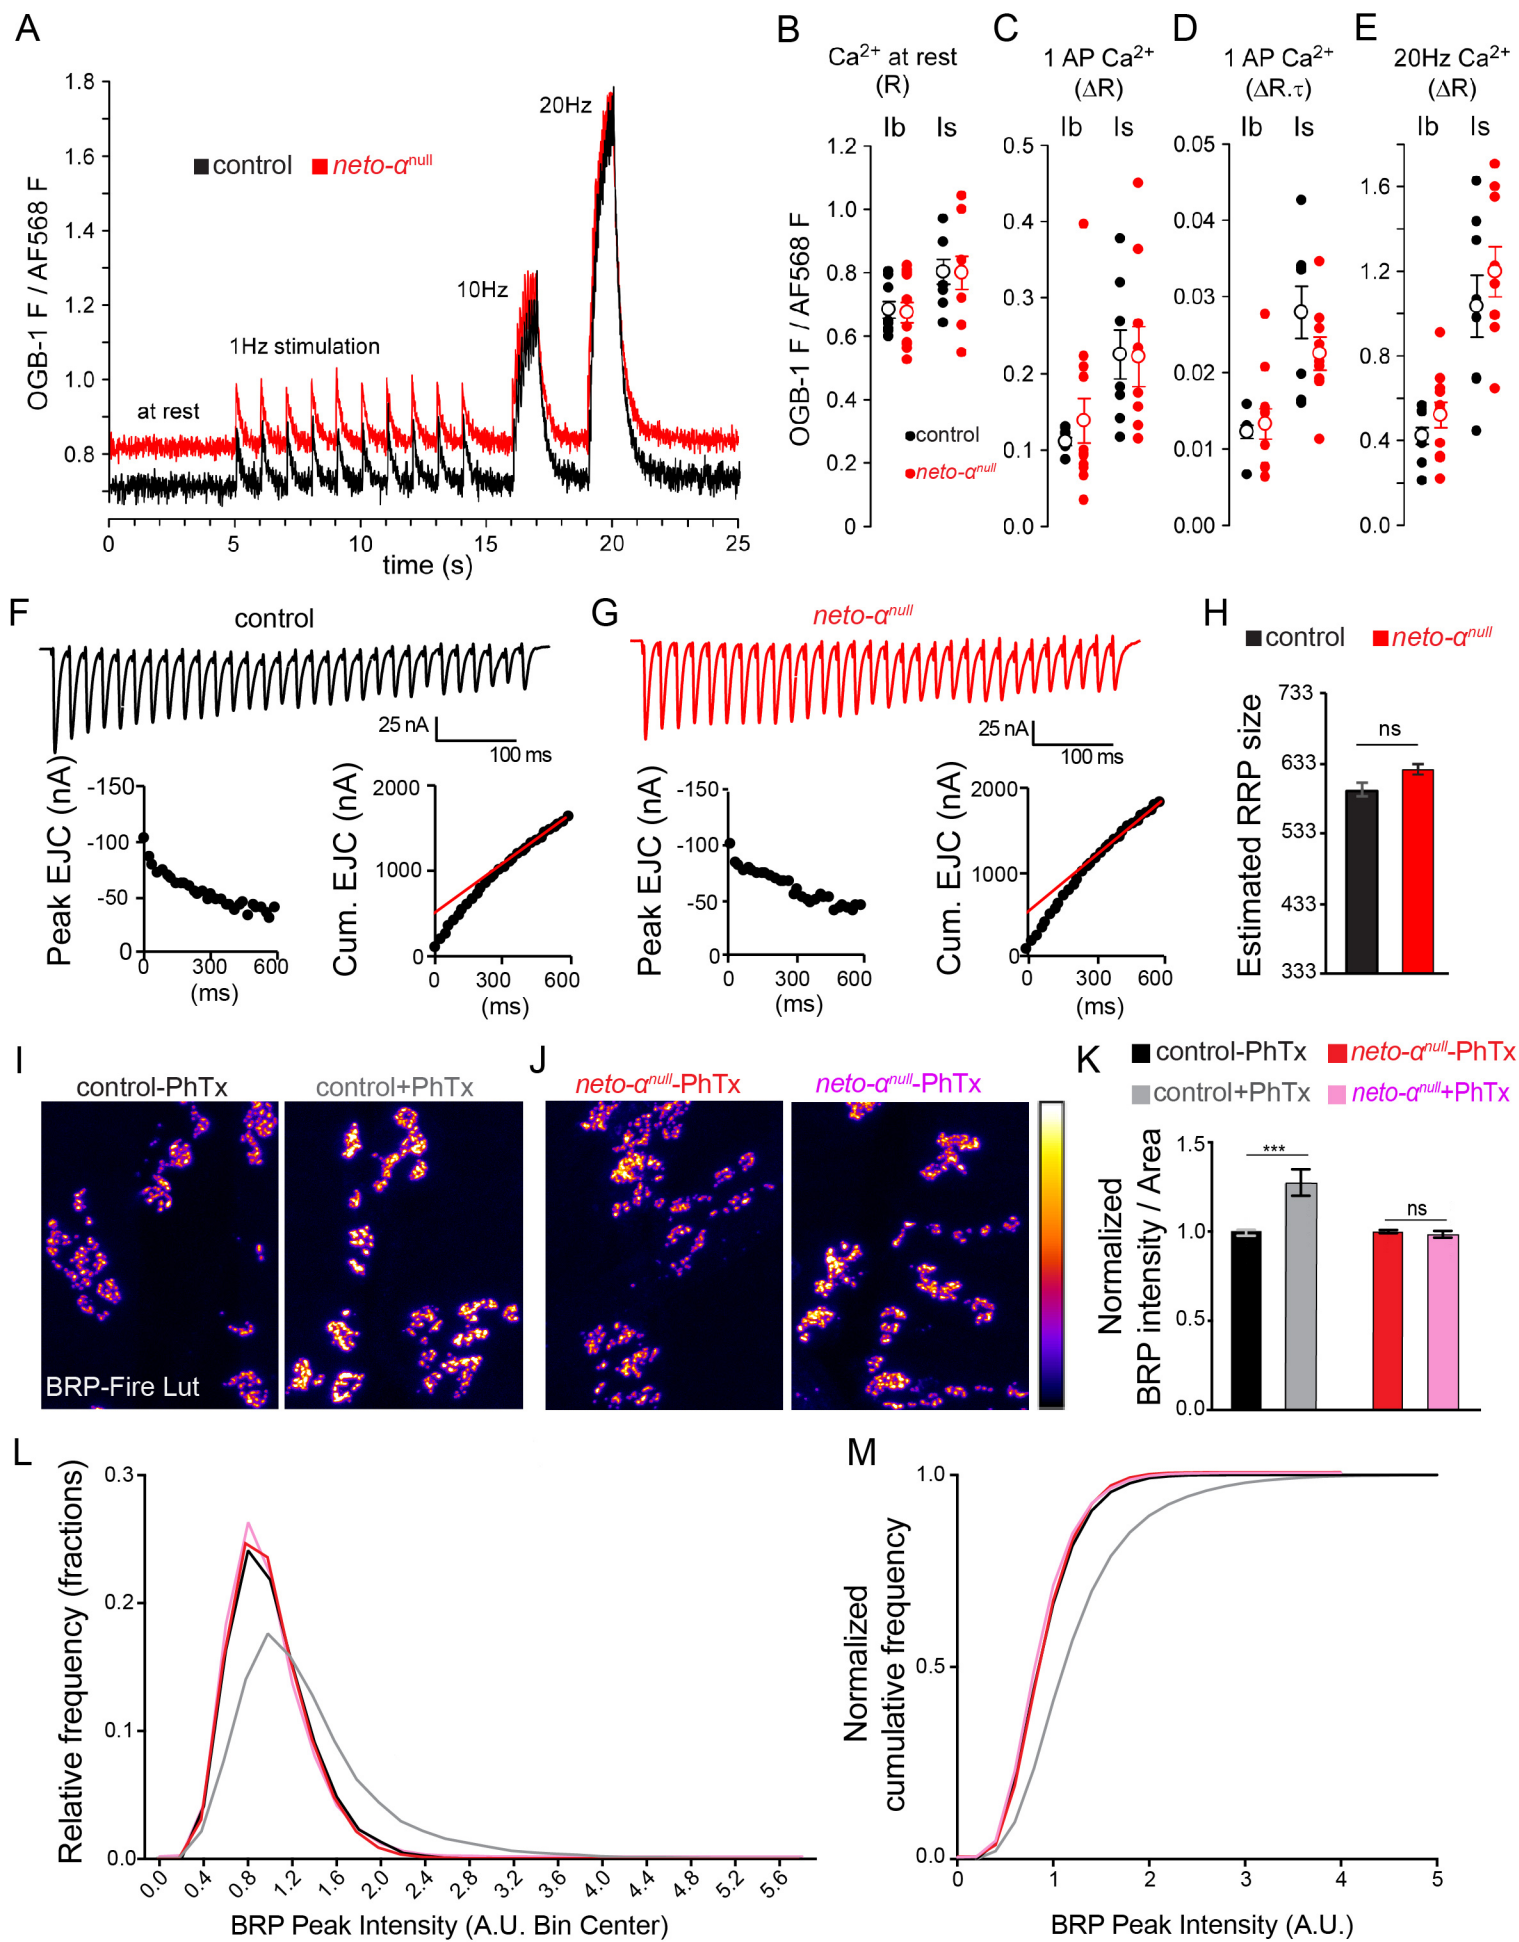 A
OGB-1 F / AF568 F
1.8
1.6
1.4
1.2
1.0
0.8
control
neto-αnull
at rest
1Hz stimulation
10Hz
20Hz
0
5
10
15
20
25
time (s)
B
Ca2+ at rest
(R)
Ib
Is
OGB-1 F / AF568 F
1.2
1.0
0.8
0.6
0.4
0.2
0
control
neto-αnull
C
1 AP Ca2+
(ΔR)
Ib
Is
0.5
0.4
0.3
0.2
0.1
0.0
D
1 AP Ca2+
(ΔR.τ)
Ib
Is
0.05
0.04
0.03
0.02
0.01
0.00
E
20Hz Ca2+
(ΔR)
Ib
Is
1.6
1.2
0.8
0.4
0.0
F
control
25 nA
100 ms
Peak EJC (nA)
-150
-100
-50
0
0
300
600
(ms)
Cum. EJC (nA)
2000
1000
0
0
300
600
(ms)
G
neto-αnull
25 nA
100 ms
Peak EJC (nA)
-150
-100
-50
0
0
300
600
(ms)
Cum. EJC (nA)
2000
1000
0
0
300
600
(ms)
H
control
neto-αnull
Estimated RRP size
733
633
533
433
333
ns
I
control-PhTx
control+PhTx
BRP-Fire Lut
J
neto-αnull-PhTx
neto-αnull-PhTx
K
control-PhTx
neto-αnull-PhTx
control+PhTx
neto-αnull+PhTx
Normalized
BRP intensity / Area
1.5
1.0
0.5
0.0
***
ns
L
Relative frequency (fractions)
0.3
0.2
0.1
0.0
0.0
0.4
0.8
1.2
1.6
2.0
2.4
2.8
3.2
3.6
4.0
4.4
4.8
5.2
5.6
BRP Peak Intensity (A.U. Bin Center)
M
Normalized
cumulative frequency
1.0
0.5
0.0
0
1
2
3
4
5
BRP Peak Intensity (A.U.)